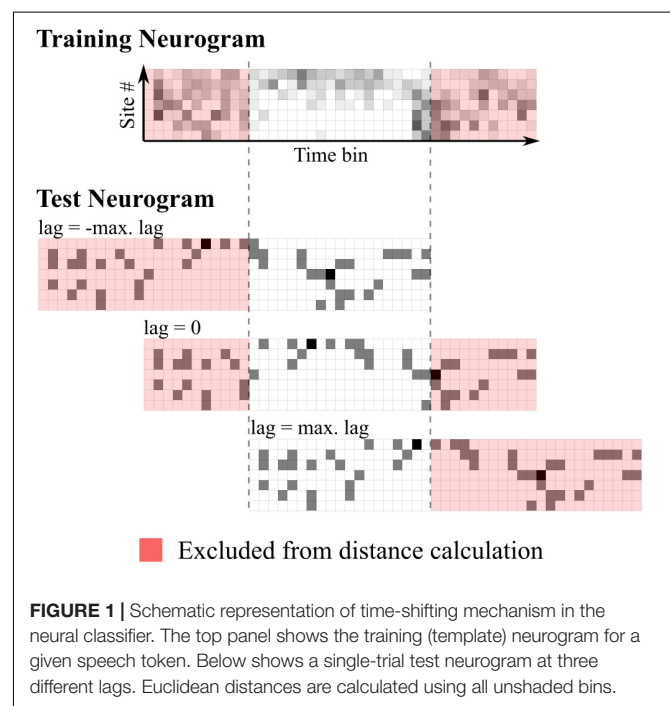 Training Neurogram
Site #
Time bin
Test Neurogram
lag = -max. lag
lag = 0
lag = max. lag
Excluded from distance calculation
FIGURE 1 | Schematic representation of time-shifting mechanism in the
neural classifier. The top panel shows the training (template) neurogram for a
given speech token. Below shows a single-trial test neurogram at three
different lags. Euclidean distances are calculated using all unshaded bins.